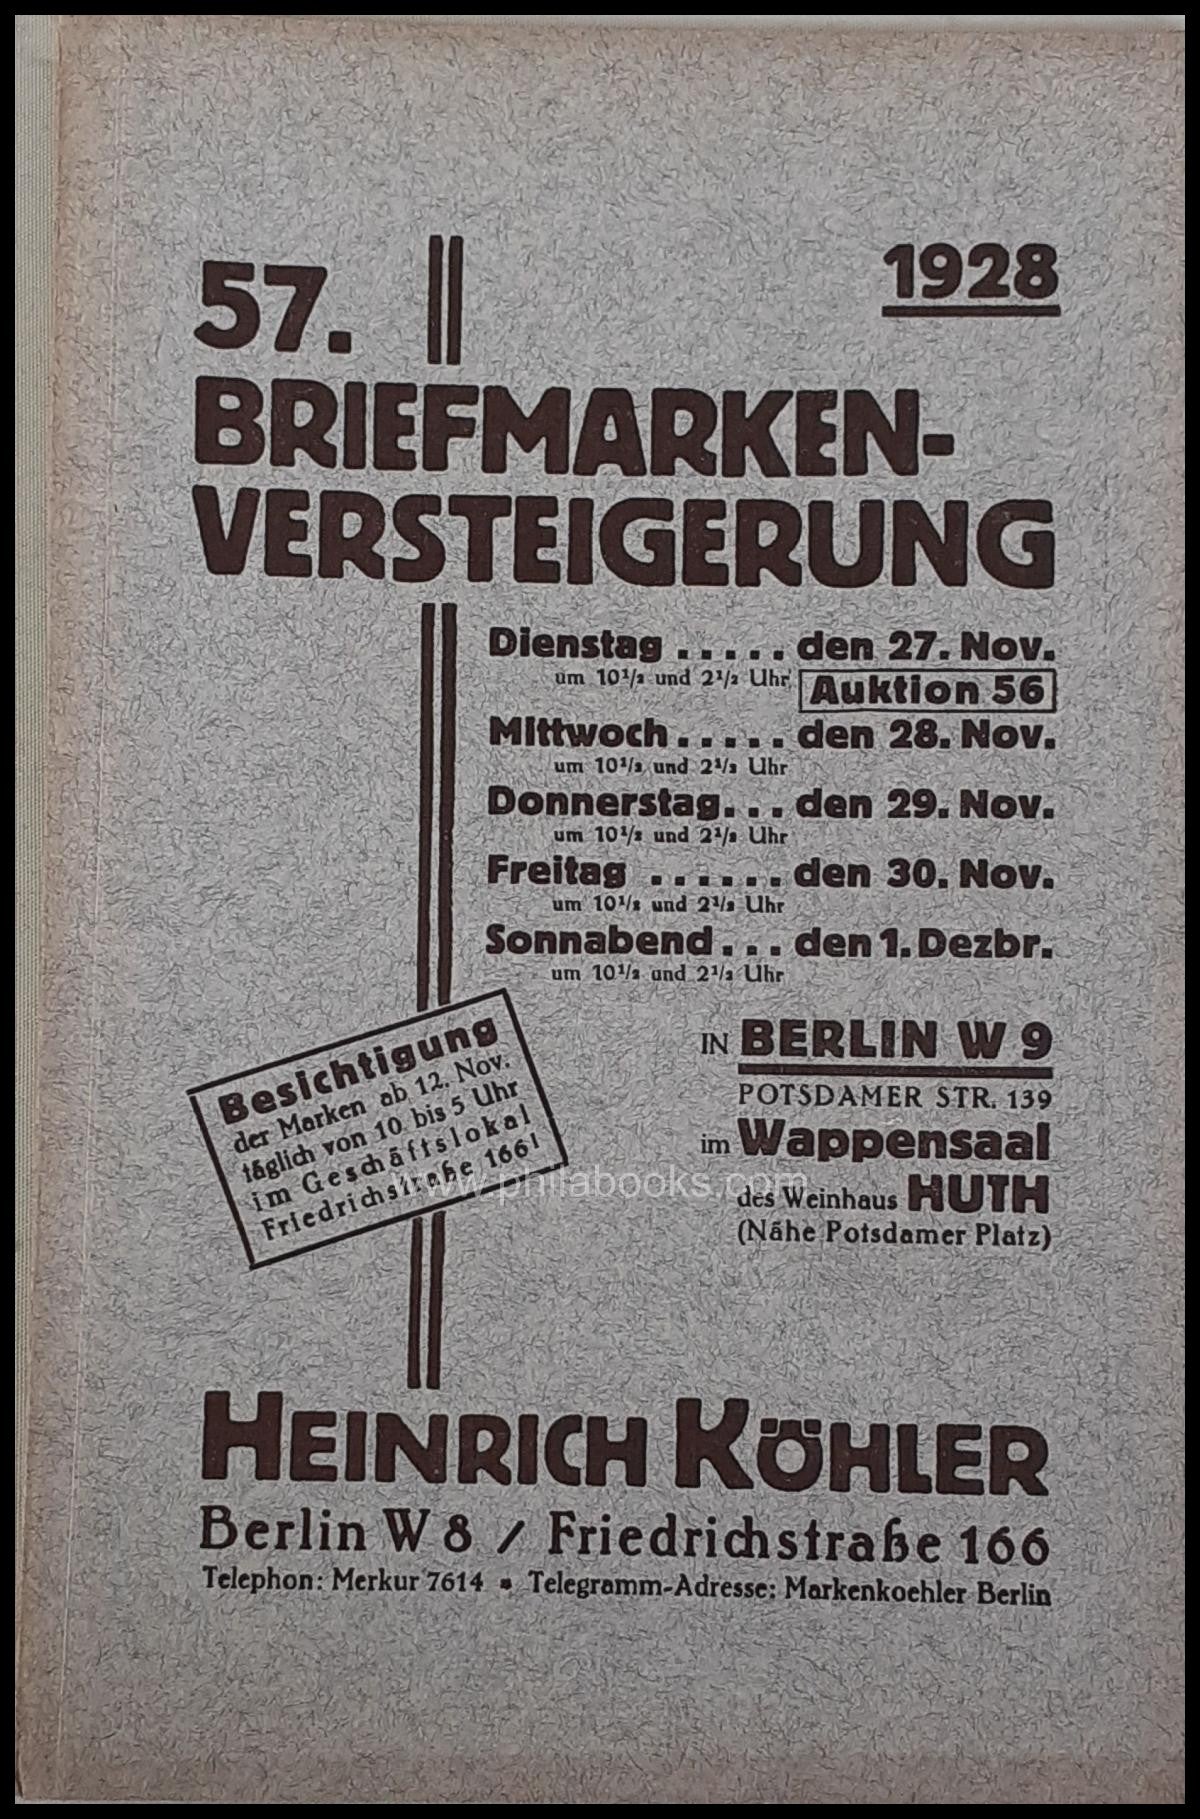 1928
57.
BRIEFMARKEN-
VERSTEIGERUNG
Dienstag ..... den 27. Nov.
um 10½ und 2½ Uhr Auktion 56
Mittwoch ..... den 28. Nov.
um 10½ und 2½ Uhr
Donnerstag... den 29. Nov.
um 10½ und 2½ Uhr
Freitag ...... den 30. Nov.
um 10½ und 2½ Uhr
Sonnabend... den 1. Dezbr.
um 10½ und 2½ Uhr
IN BERLIN W 9
POTSDAMER STR. 139
im Wappensaal
des Weinhaus HUTH
(Nähe Potsdamer Platz)
Besichtigung
der Marken ab 12. Nov.
täglich von 10 bis 5 Uhr
im Geschäftslokal
Friedrichstraße 166 I
www.philabooks.com
HEINRICH KÖHLER
Berlin W 8 / Friedrichstraße 166
Telephon: Merkur 7614 ▪ Telegramm-Adresse: Markenkoehler Berlin